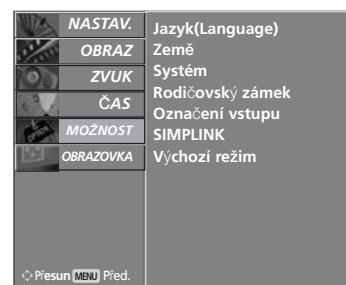 NASTAV.
OBRAZ
ZVUK
ČAS
MOŽNOST
OBRAZOVKA
Jazyk(Language)
Země
Systém
Rodičovský zámek
Označení vstupu
SIMPLINK
Výchozí režim
Přesun MENU Před.